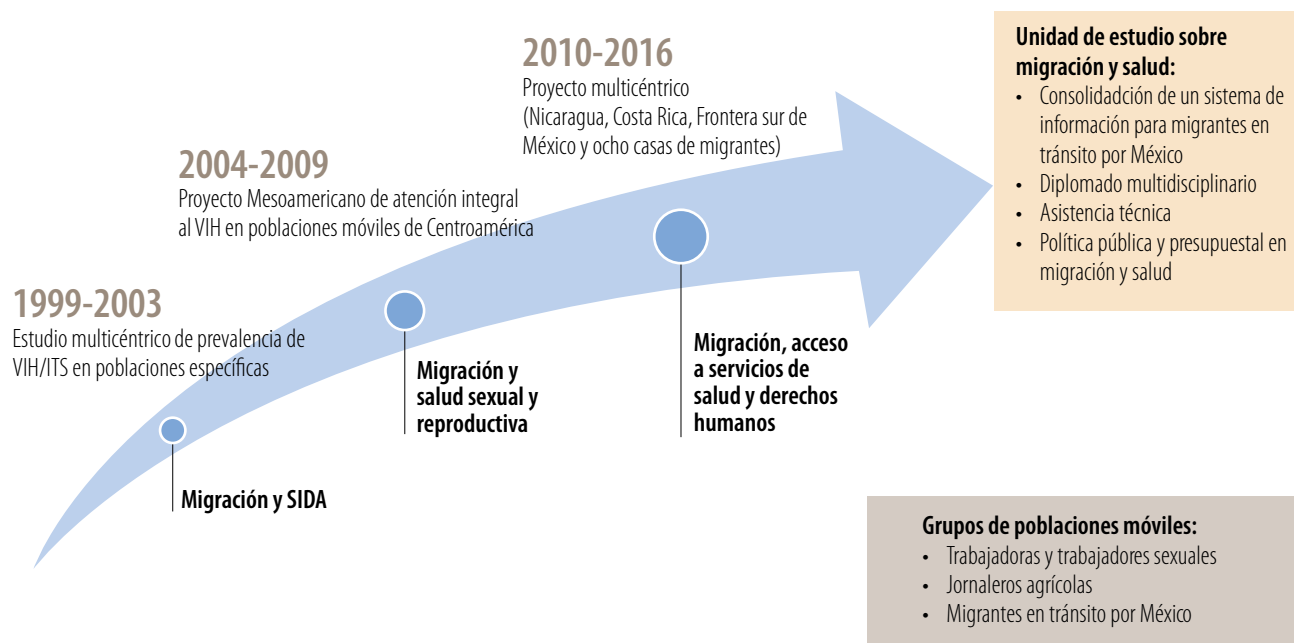 1999-2003
Estudio multicéntrico de prevalencia de
VIH/ITS en poblaciones específicas
Migración y SIDA
2004-2009
Proyecto Mesoamericano de atención integral
al VIH en poblaciones móviles de Centroamérica
Migración y
salud sexual y
reproductiva
2010-2016
Proyecto multicéntrico
(Nicaragua, Costa Rica, Frontera sur de
México y ocho casas de migrantes)
Migración, acceso
a servicios de
salud y derechos
humanos
Unidad de estudio sobre
migración y salud:
• Consolidadción de un sistema de
información para migrantes en
tránsito por México
• Diplomado multidisciplinario
• Asistencia técnica
• Política pública y presupuestal en
migración y salud
Grupos de poblaciones móviles:
• Trabajadoras y trabajadores sexuales
• Jornaleros agrícolas
• Migrantes en tránsito por México